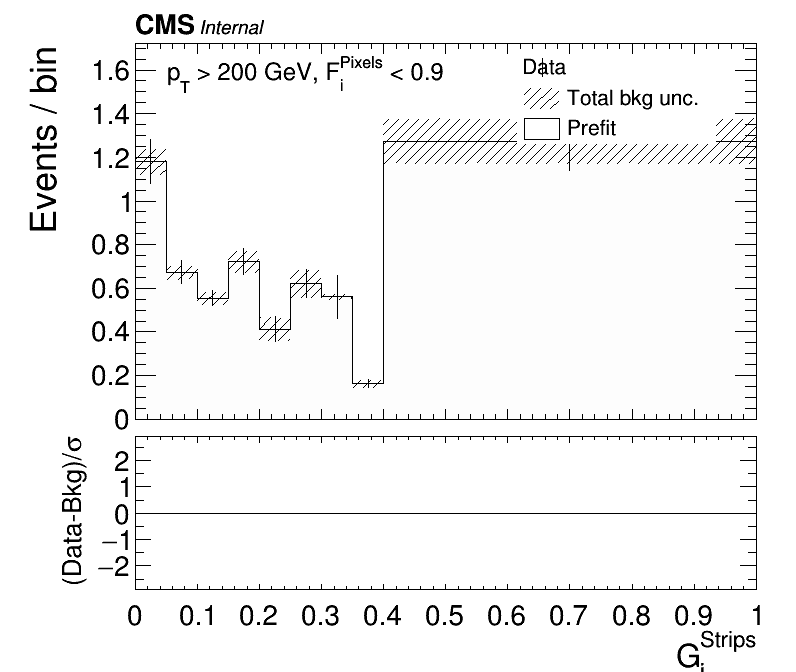 CMS Internal
Events / bin
p_T > 200 GeV, F_i^Pixels < 0.9
Data
Total bkg unc.
Prefit
1.6
1.4
1.2
1
0.8
0.6
0.4
0.2
0
(Data-Bkg)/σ
2
1
0
−1
−2
0 0.1 0.2 0.3 0.4 0.5 0.6 0.7 0.8 0.9 1
G_i^Strips